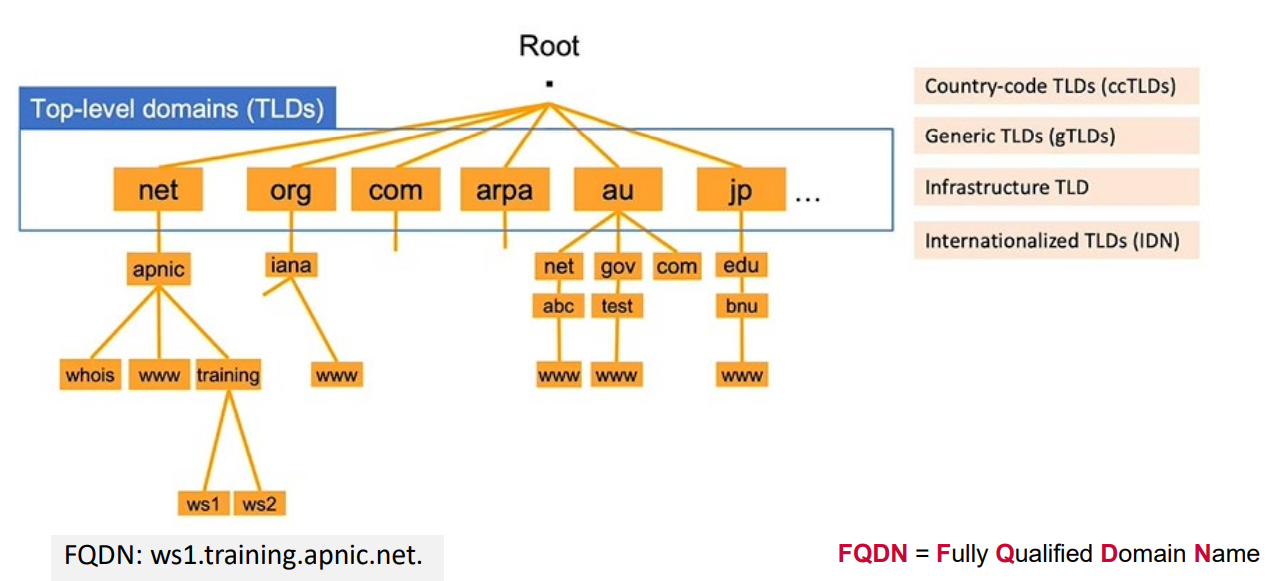 Root
.
Top-level domains (TLDs)
net org com arpa au jp ...
apnic iana net gov com edu
abc test bnu
whois www training www www www www
ws1 ws2
FQDN: ws1.training.apnic.net.
Country-code TLDs (ccTLDs)
Generic TLDs (gTLDs)
Infrastructure TLD
Internationalized TLDs (IDN)
FQDN = Fully Qualified Domain Name